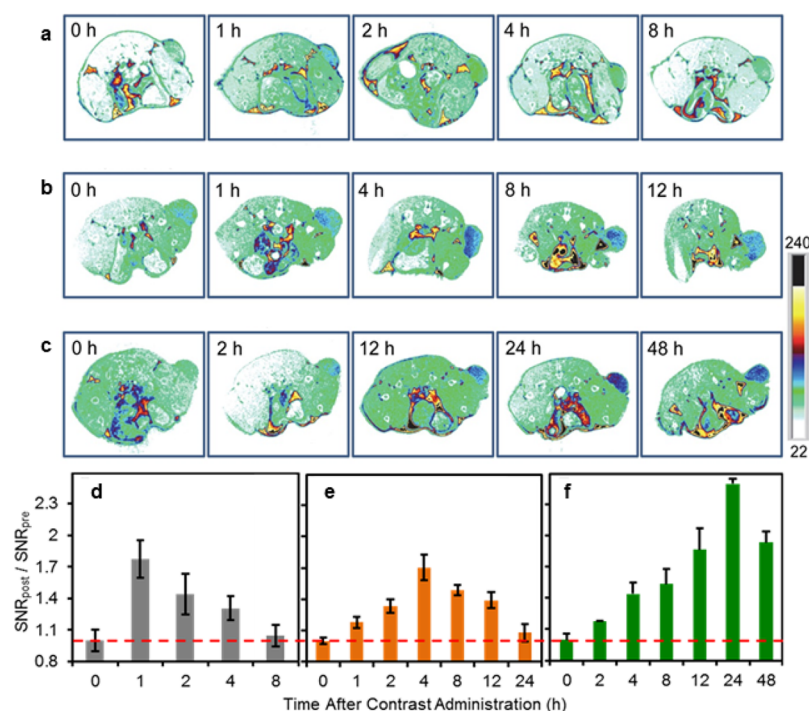 a
0 h
1 h
2 h
4 h
8 h
b
0 h
1 h
4 h
8 h
12 h
240
22
c
0 h
2 h
12 h
24 h
48 h
SNRpost / SNRpre
2.3
2
1.7
1.4
1.1
0.8
d
0 1 2 4 8
e
0 1 2 4 8 12 24
f
0 2 4 8 12 24 48
Time After Contrast Administration (h)